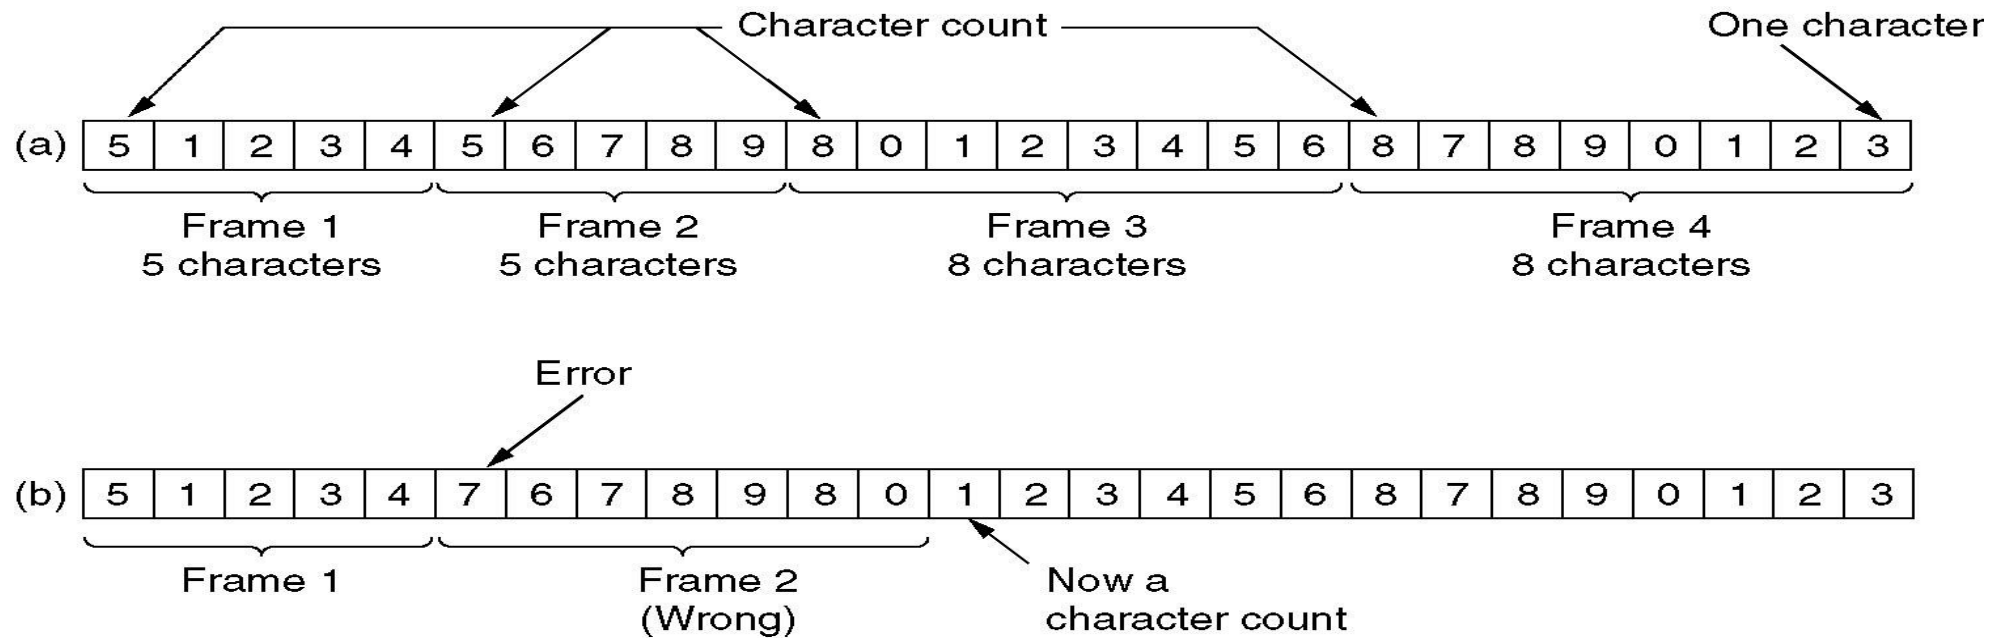 Character count
One character
(a) 5 1 2 3 4 5 6 7 8 9 8 0 1 2 3 4 5 6 8 7 8 9 0 1 2 3
Frame 1
5 characters
Frame 2
5 characters
Frame 3
8 characters
Frame 4
8 characters
Error
(b) 5 1 2 3 4 7 6 7 8 9 8 0 1 2 3 4 5 6 8 7 8 9 0 1 2 3
Frame 1
Frame 2
(Wrong)
Now a
character count